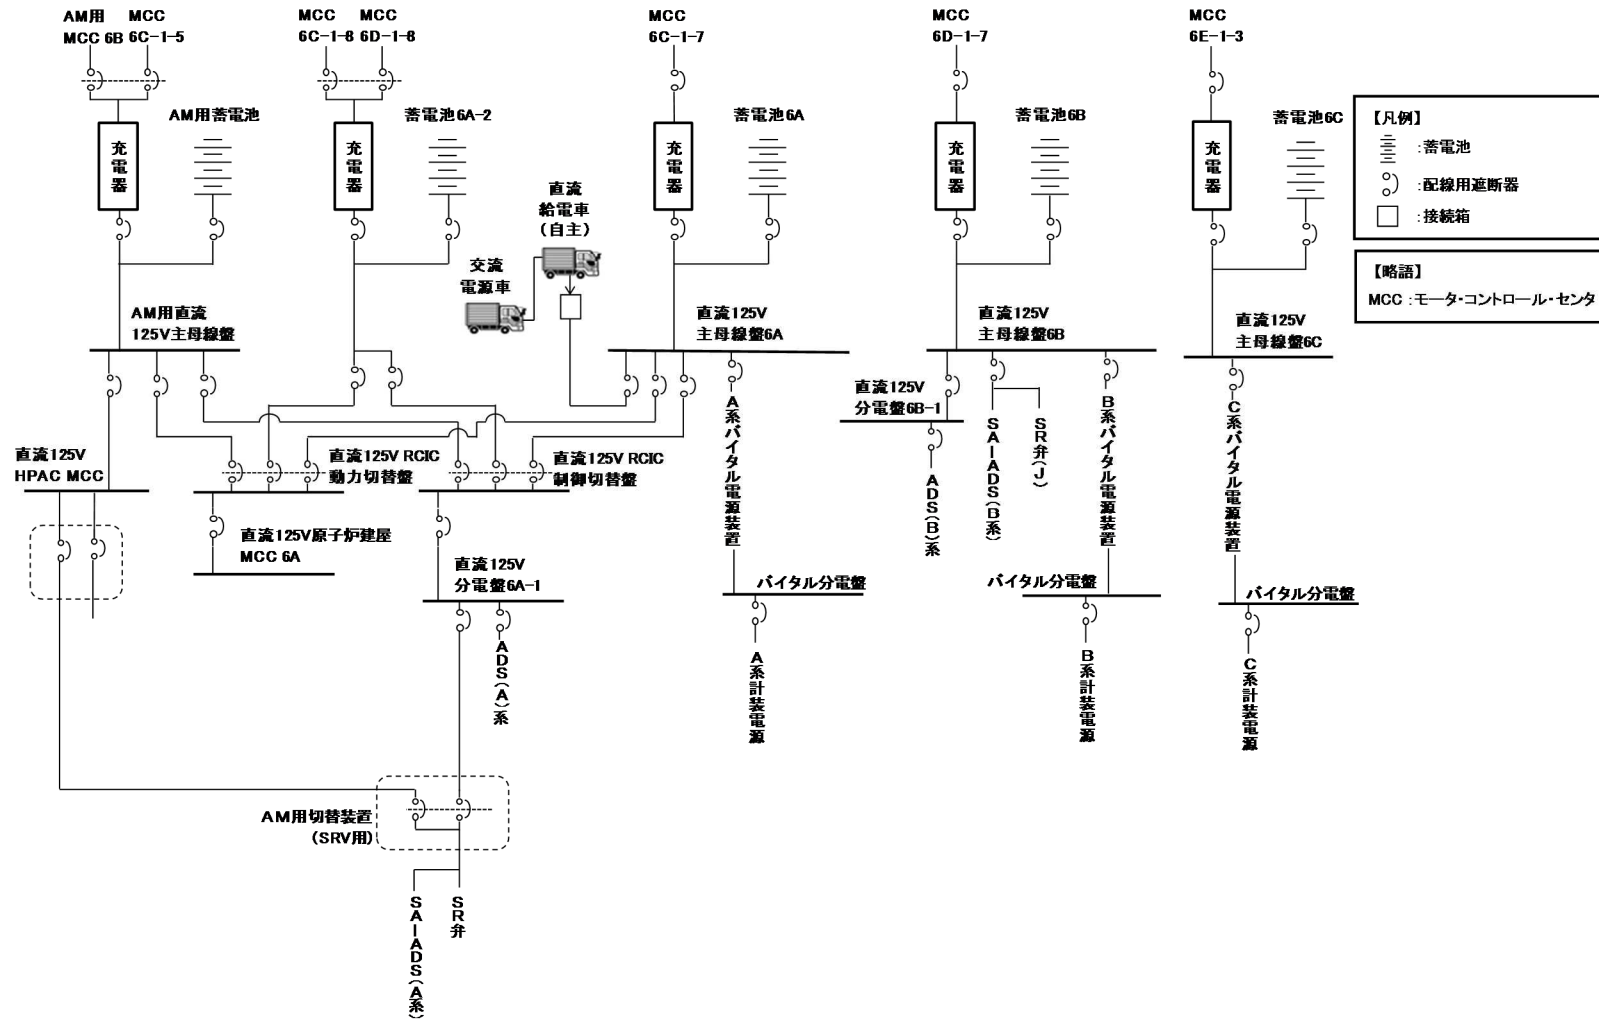 AM用
MCC 6B
MCC
6C-1-5
MCC
6C-1-8
MCC
6D-1-8
MCC
6C-1-7
MCC
6D-1-7
MCC
6E-1-3
充電器
AM用蓄電池
充電器
蓄電池6A-2
充電器
蓄電池6A
充電器
蓄電池6B
充電器
蓄電池6C
【凡例】
:蓄電池
:配線用遮断器
:接続箱
【略語】
MCC :モータ・コントロール・センタ
直流
給電車
(自主)
交流
電源車
AM用直流
125V主母線盤
直流125V
主母線盤6A
直流125V
主母線盤6B
直流125V
主母線盤6C
直流125V
分電盤6B-1
直流125V
HPAC MCC
直流125V RCIC
動力切替盤
直流125V RCIC
制御切替盤
A系バイタル電源装置
ADS(B)系
SA-ADS(B系)
SR弁(J)
B系バイタル電源装置
C系バイタル電源装置
直流125V原子炉建屋
MCC 6A
直流125V
分電盤6A-1
バイタル分電盤
バイタル分電盤
バイタル分電盤
ADS(A)系
A系計装電源
B系計装電源
C系計装電源
AM用切替装置
(SRV用)
SA-ADS(A系)
SR弁